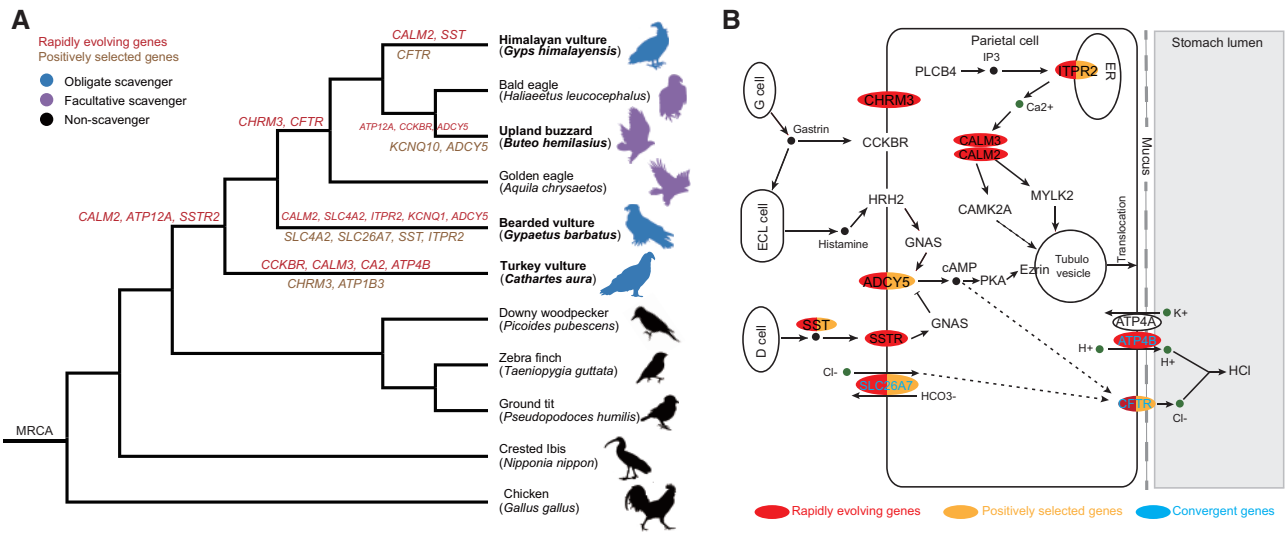 A
Rapidly evolving genes
Positively selected genes
Obligate scavenger
Facultative scavenger
Non-scavenger
CALM2, SST
CFTR
Himalayan vulture
(Gyps himalayensis)
Bald eagle
(Haliaeetus leucocephalus)
CHRM3, CFTR
ATP12A, CCKBR, ADCY5
KCNQ10, ADCY5
Upland buzzard
(Buteo hemilasius)
Golden eagle
(Aquila chrysaetos)
CALM2, ATP12A, SSTR2
CALM2, SLC4A2, ITPR2, KCNQ1, ADCY5
SLC4A2, SLC26A7, SST, ITPR2
Bearded vulture
(Gypaetus barbatus)
CCKBR, CALM3, CA2, ATP4B
CHRM3, ATP1B3
Turkey vulture
(Cathartes aura)
Downy woodpecker
(Picoides pubescens)
Zebra finch
(Taeniopygia guttata)
Ground tit
(Pseudopodoces humilis)
MRCA
Crested Ibis
(Nipponia nippon)
Chicken
(Gallus gallus)
B
Parietal cell
Stomach lumen
Mucus
G cell
Gastrin
ECL cell
Histamine
D cell
SST
CHRM3
CCKBR
HRH2
GNAS
ADCY5
cAMP
PKA
Ezrin
GNAS
SSTR
Cl-
SLC26A7
HCO3-
PLCB4
IP3
ITPR2
ER
Ca2+
CALM3
CALM2
CAMK2A
MYLK2
Tubulo
vesicle
Translocation
K+
ATP4A
ATP4B
H+
H+
HCl
CFTR
Cl-
Rapidly evolving genes
Positively selected genes
Convergent genes